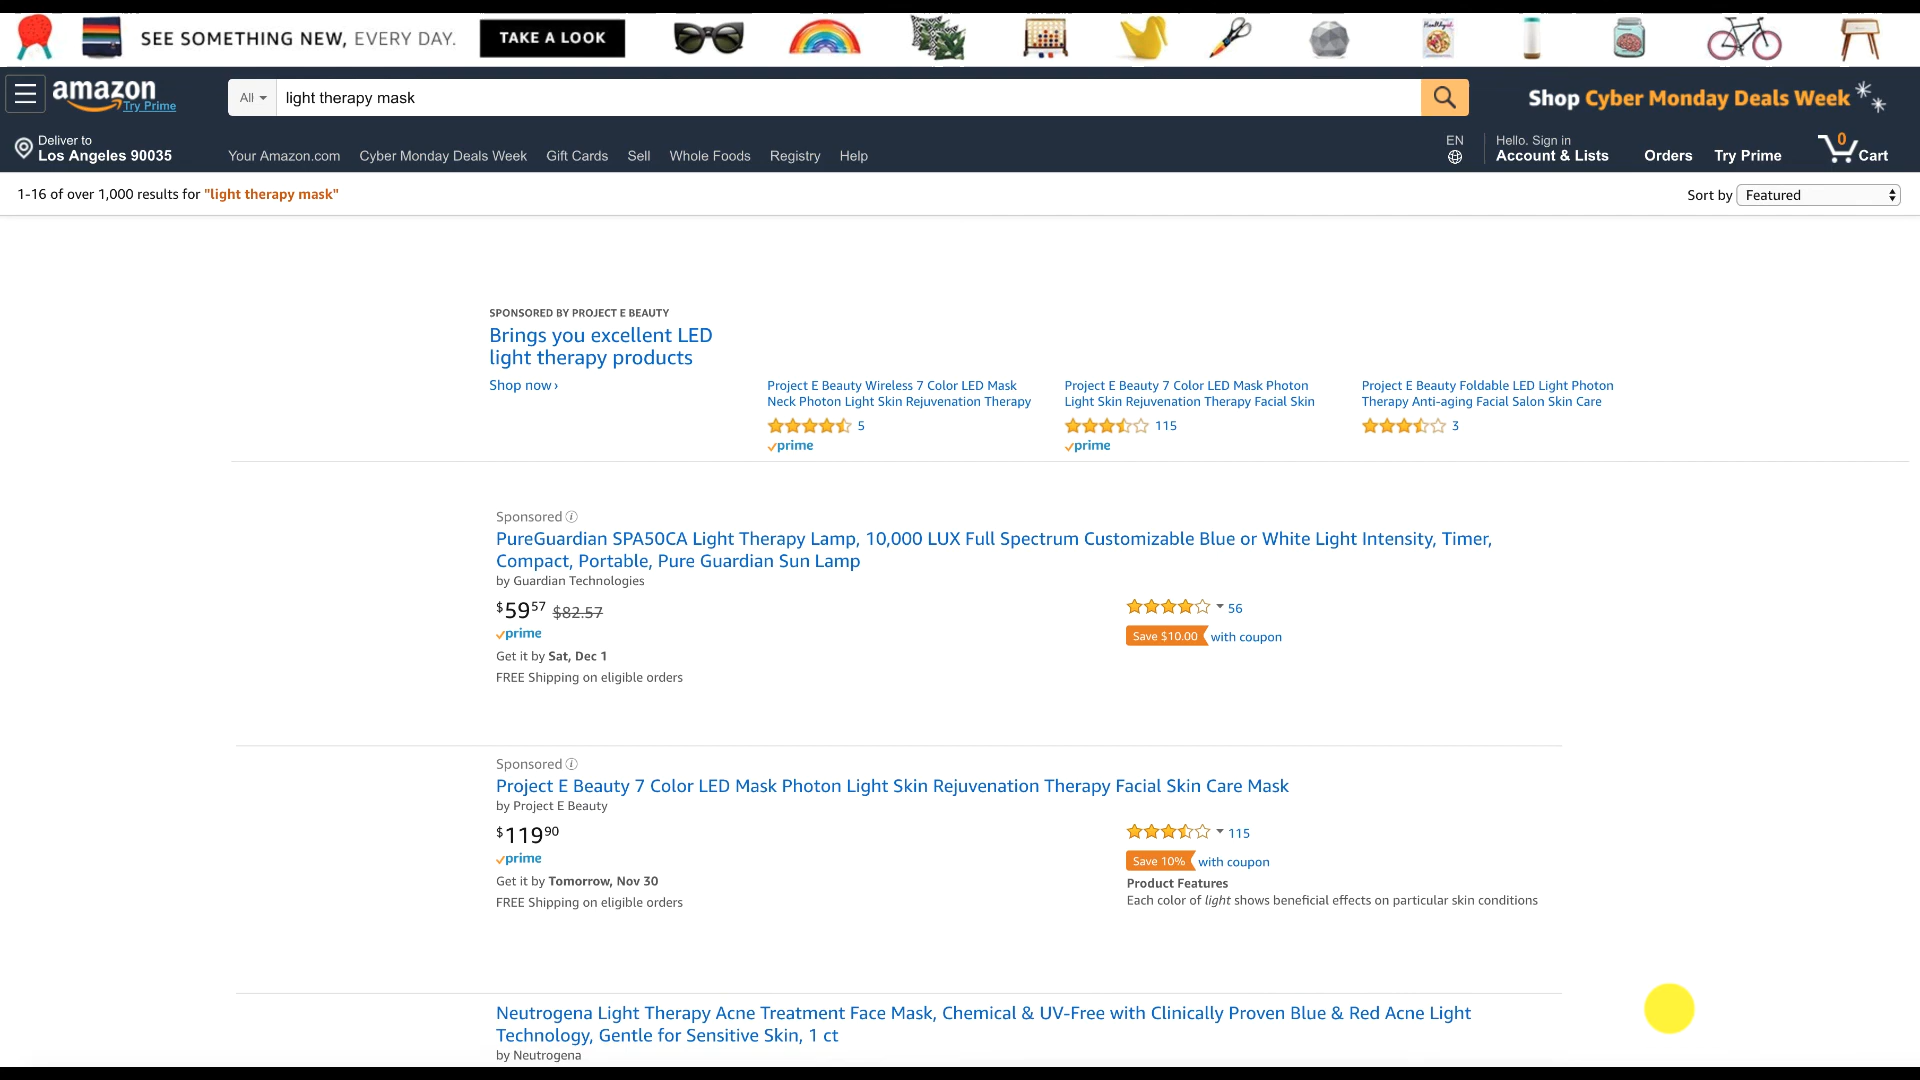 SEE SOMETHING NEW, EVERY DAY.
TAKE A LOOK
amazon
Try Prime
All
light therapy mask
Shop Cyber Monday Deals Week
Deliver to
Los Angeles 90035
Your Amazon.com Cyber Monday Deals Week Gift Cards Sell Whole Foods Registry Help
EN
Hello. Sign in
Account & Lists
Orders
Try Prime
0
Cart
1-16 of over 1,000 results for "light therapy mask"
Sort by Featured
SPONSORED BY PROJECT E BEAUTY
Brings you excellent LED
light therapy products
Shop now ›
Project E Beauty Wireless 7 Color LED Mask
Neck Photon Light Skin Rejuvenation Therapy
5
prime
Project E Beauty 7 Color LED Mask Photon
Light Skin Rejuvenation Therapy Facial Skin
115
prime
Project E Beauty Foldable LED Light Photon
Therapy Anti-aging Facial Salon Skin Care
3
Sponsored
PureGuardian SPA50CA Light Therapy Lamp, 10,000 LUX Full Spectrum Customizable Blue or White Light Intensity, Timer,
Compact, Portable, Pure Guardian Sun Lamp
by Guardian Technologies
$59 57 $82.57
prime
Get it by Sat, Dec 1
FREE Shipping on eligible orders
56
Save $10.00 with coupon
Sponsored
Project E Beauty 7 Color LED Mask Photon Light Skin Rejuvenation Therapy Facial Skin Care Mask
by Project E Beauty
$119 90
prime
Get it by Tomorrow, Nov 30
FREE Shipping on eligible orders
115
Save 10% with coupon
Product Features
Each color of light shows beneficial effects on particular skin conditions
Neutrogena Light Therapy Acne Treatment Face Mask, Chemical & UV-Free with Clinically Proven Blue & Red Acne Light
Technology, Gentle for Sensitive Skin, 1 ct
by Neutrogena